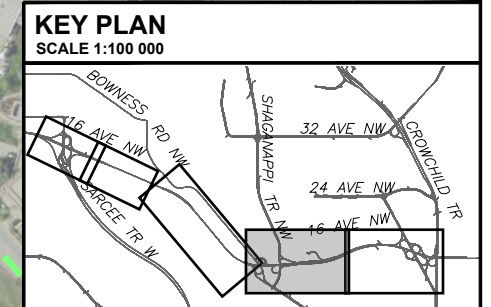 KEY PLAN
SCALE 1:100 000
BOWNESS RD NW
16 AVE NW
SARCEE TR W
SHAGANAPPI TR NW
32 AVE NW
CROWCHILD TR
24 AVE NW
16 AVE NW